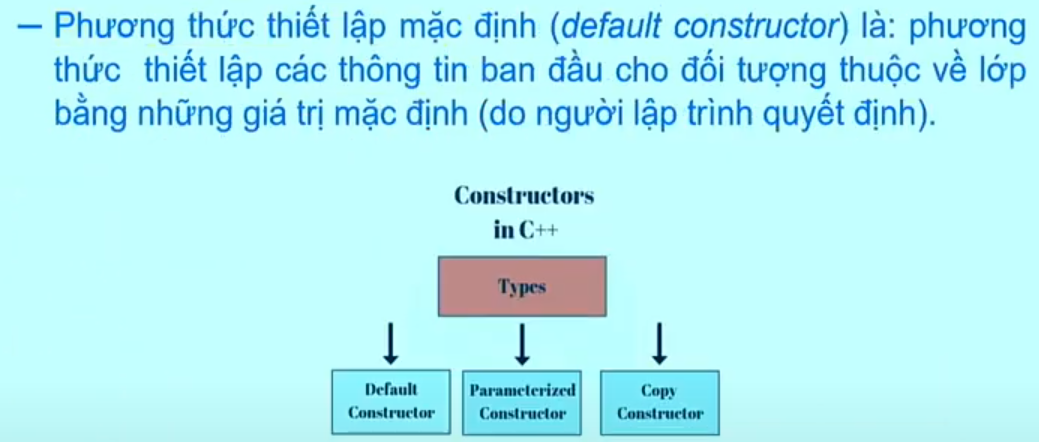 – Phương thức thiết lập mặc định (default constructor) là: phương
thức thiết lập các thông tin ban đầu cho đối tượng thuộc về lớp
bằng những giá trị mặc định (do người lập trình quyết định).
Constructors
in C++
Types
Default
Constructor
Parameterized
Constructor
Copy
Constructor